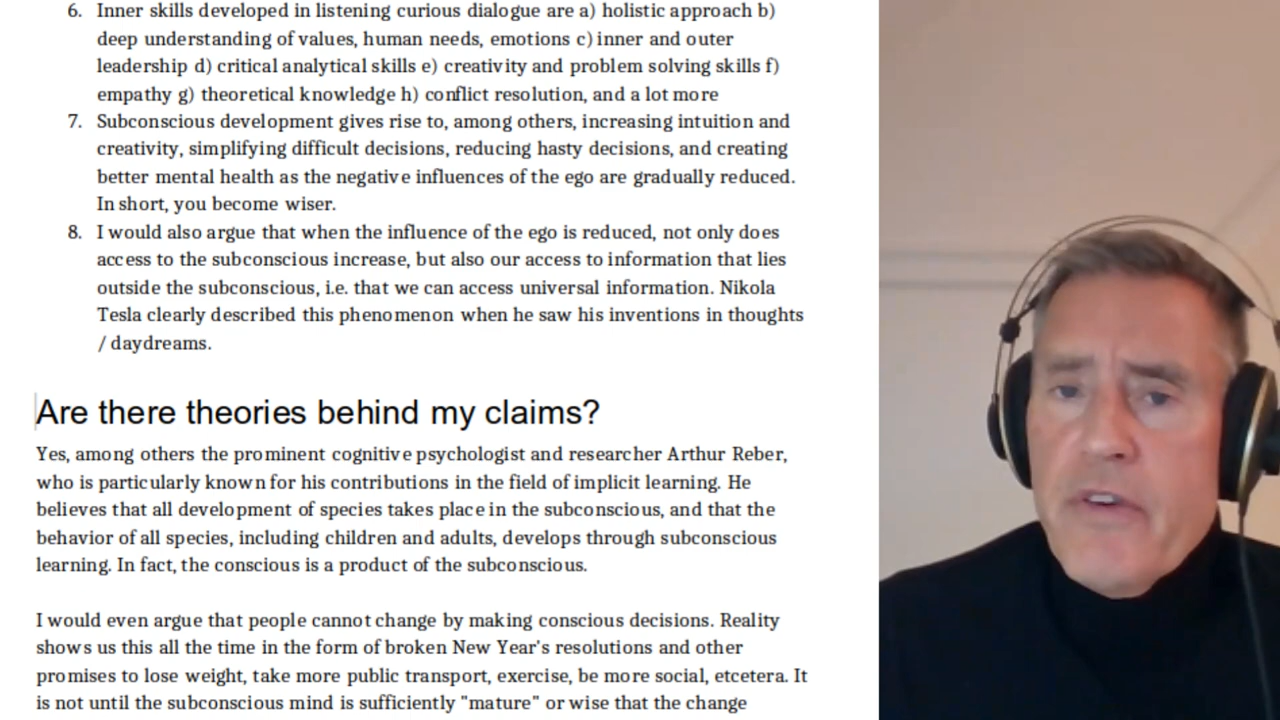 6. Inner skills developed in listening curious dialogue are a) holistic approach b)
deep understanding of values, human needs, emotions c) inner and outer
leadership d) critical analytical skills e) creativity and problem solving skills f)
empathy g) theoretical knowledge h) conflict resolution, and a lot more
7. Subconscious development gives rise to, among others, increasing intuition and
creativity, simplifying difficult decisions, reducing hasty decisions, and creating
better mental health as the negative influences of the ego are gradually reduced.
In short, you become wiser.
8. I would also argue that when the influence of the ego is reduced, not only does
access to the subconscious increase, but also our access to information that lies
outside the subconscious, i.e. that we can access universal information. Nikola
Tesla clearly described this phenomenon when he saw his inventions in thoughts
/ daydreams.
Are there theories behind my claims?
Yes, among others the prominent cognitive psychologist and researcher Arthur Reber,
who is particularly known for his contributions in the field of implicit learning. He
believes that all development of species takes place in the subconscious, and that the
behavior of all species, including children and adults, develops through subconscious
learning. In fact, the conscious is a product of the subconscious.
I would even argue that people cannot change by making conscious decisions. Reality
shows us this all the time in the form of broken New Year's resolutions and other
promises to lose weight, take more public transport, exercise, be more social, etcetera. It
is not until the subconscious mind is sufficiently "mature" or wise that the change